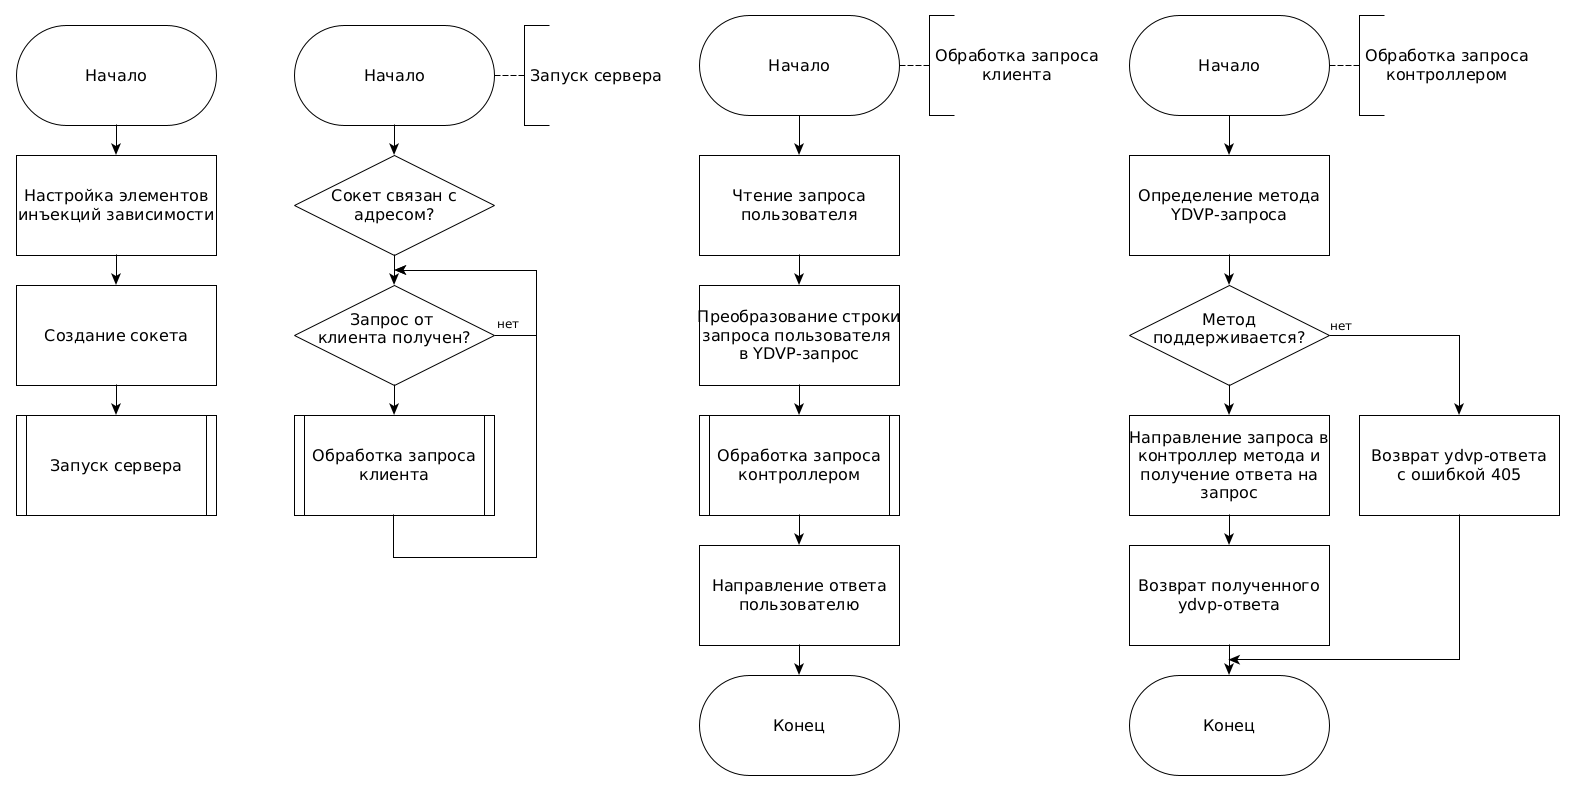 Начало
Настройка элементов
инъекций зависимости
Создание сокета
Запуск сервера
Начало
Запуск сервера
Сокет связан с
адресом?
Запрос от
клиента получен?
нет
Обработка запроса
клиента
Начало
Обработка запроса
клиента
Чтение запроса
пользователя
Преобразование строки
запроса пользователя
в YDVP-запрос
Обработка запроса
контроллером
Направление ответа
пользователю
Конец
Начало
Обработка запроса
контроллером
Определение метода
YDVP-запроса
Метод
поддерживается?
нет
Направление запроса в
контроллер метода и
получение ответа на
запрос
Возврат ydvp-ответа
с ошибкой 405
Возврат полученного
ydvp-ответа
Конец